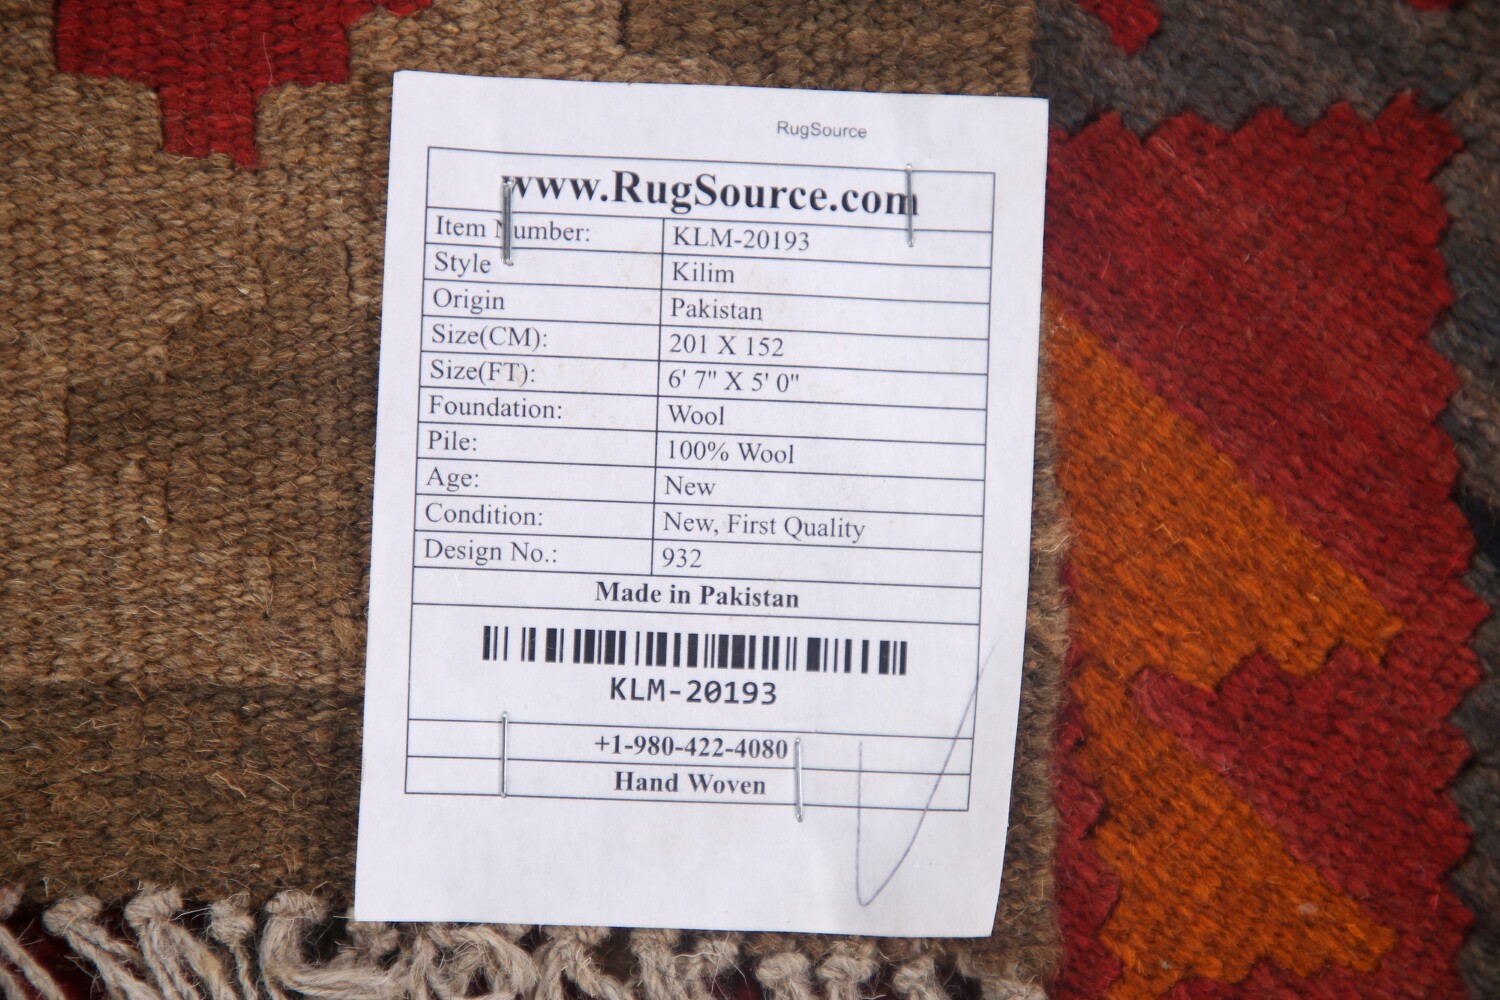 RugSource
www.RugSource.com
Item Number: KLM-20193
Style Kilim
Origin Pakistan
Size(CM): 201 X 152
Size(FT): 6' 7" X 5' 0"
Foundation: Wool
Pile: 100% Wool
Age: New
Condition: New, First Quality
Design No.: 932
Made in Pakistan
KLM-20193
+1-980-422-4080
Hand Woven